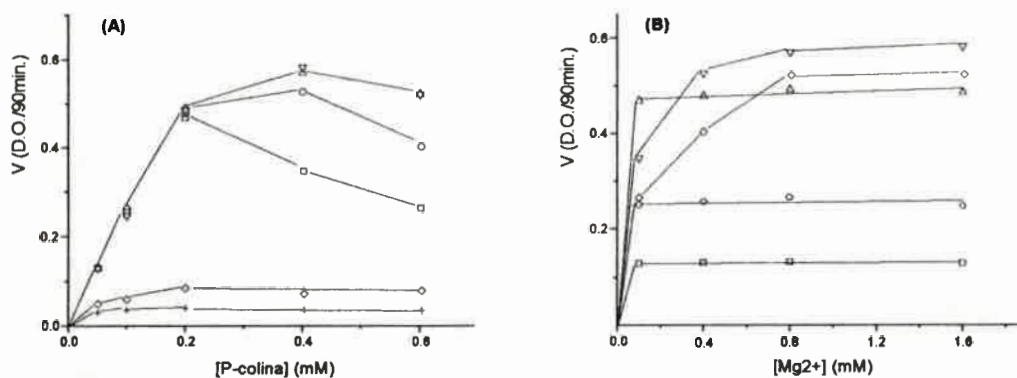 (A)
V (D.O./90min.)
0.6
0.4
0.2
0.0
0.0 0.2 0.4 0.6
[P-colina] (mM)
(B)
V (D.O./90min.)
0.6
0.4
0.2
0.0 0.4 0.8 1.2 1.6
[Mg2+] (mM)